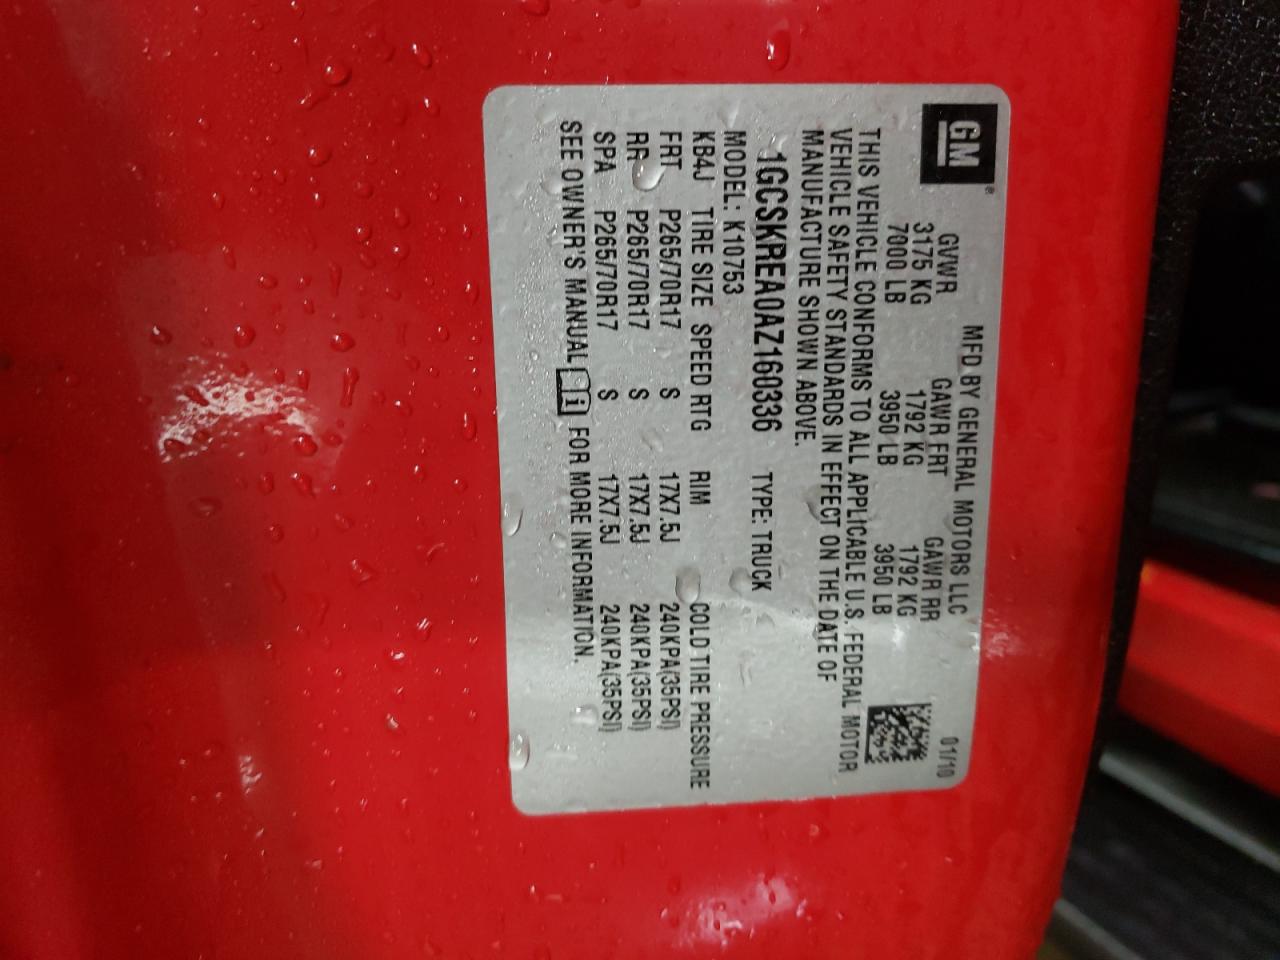 GM®
MFD BY GENERAL MOTORS LLC 01/10
GVWR GAWR FRT GAWR RR
3175 KG 1792 KG 1792 KG
7000 LB 3950 LB 3950 LB
THIS VEHICLE CONFORMS TO ALL APPLICABLE U.S. FEDERAL MOTOR
VEHICLE SAFETY STANDARDS IN EFFECT ON THE DATE OF
MANUFACTURE SHOWN ABOVE.
1GCSKREA0AZ160336 TYPE: TRUCK
MODEL: K10753
KB4J TIRE SIZE SPEED RTG RIM COLD TIRE PRESSURE
FRT P265/70R17 S 17X7.5J 240KPA(35PSI)
RR P265/70R17 S 17X7.5J 240KPA(35PSI)
SPA P265/70R17 S 17X7.5J 240KPA(35PSI)
SEE OWNER'S MANUAL i FOR MORE INFORMATION.